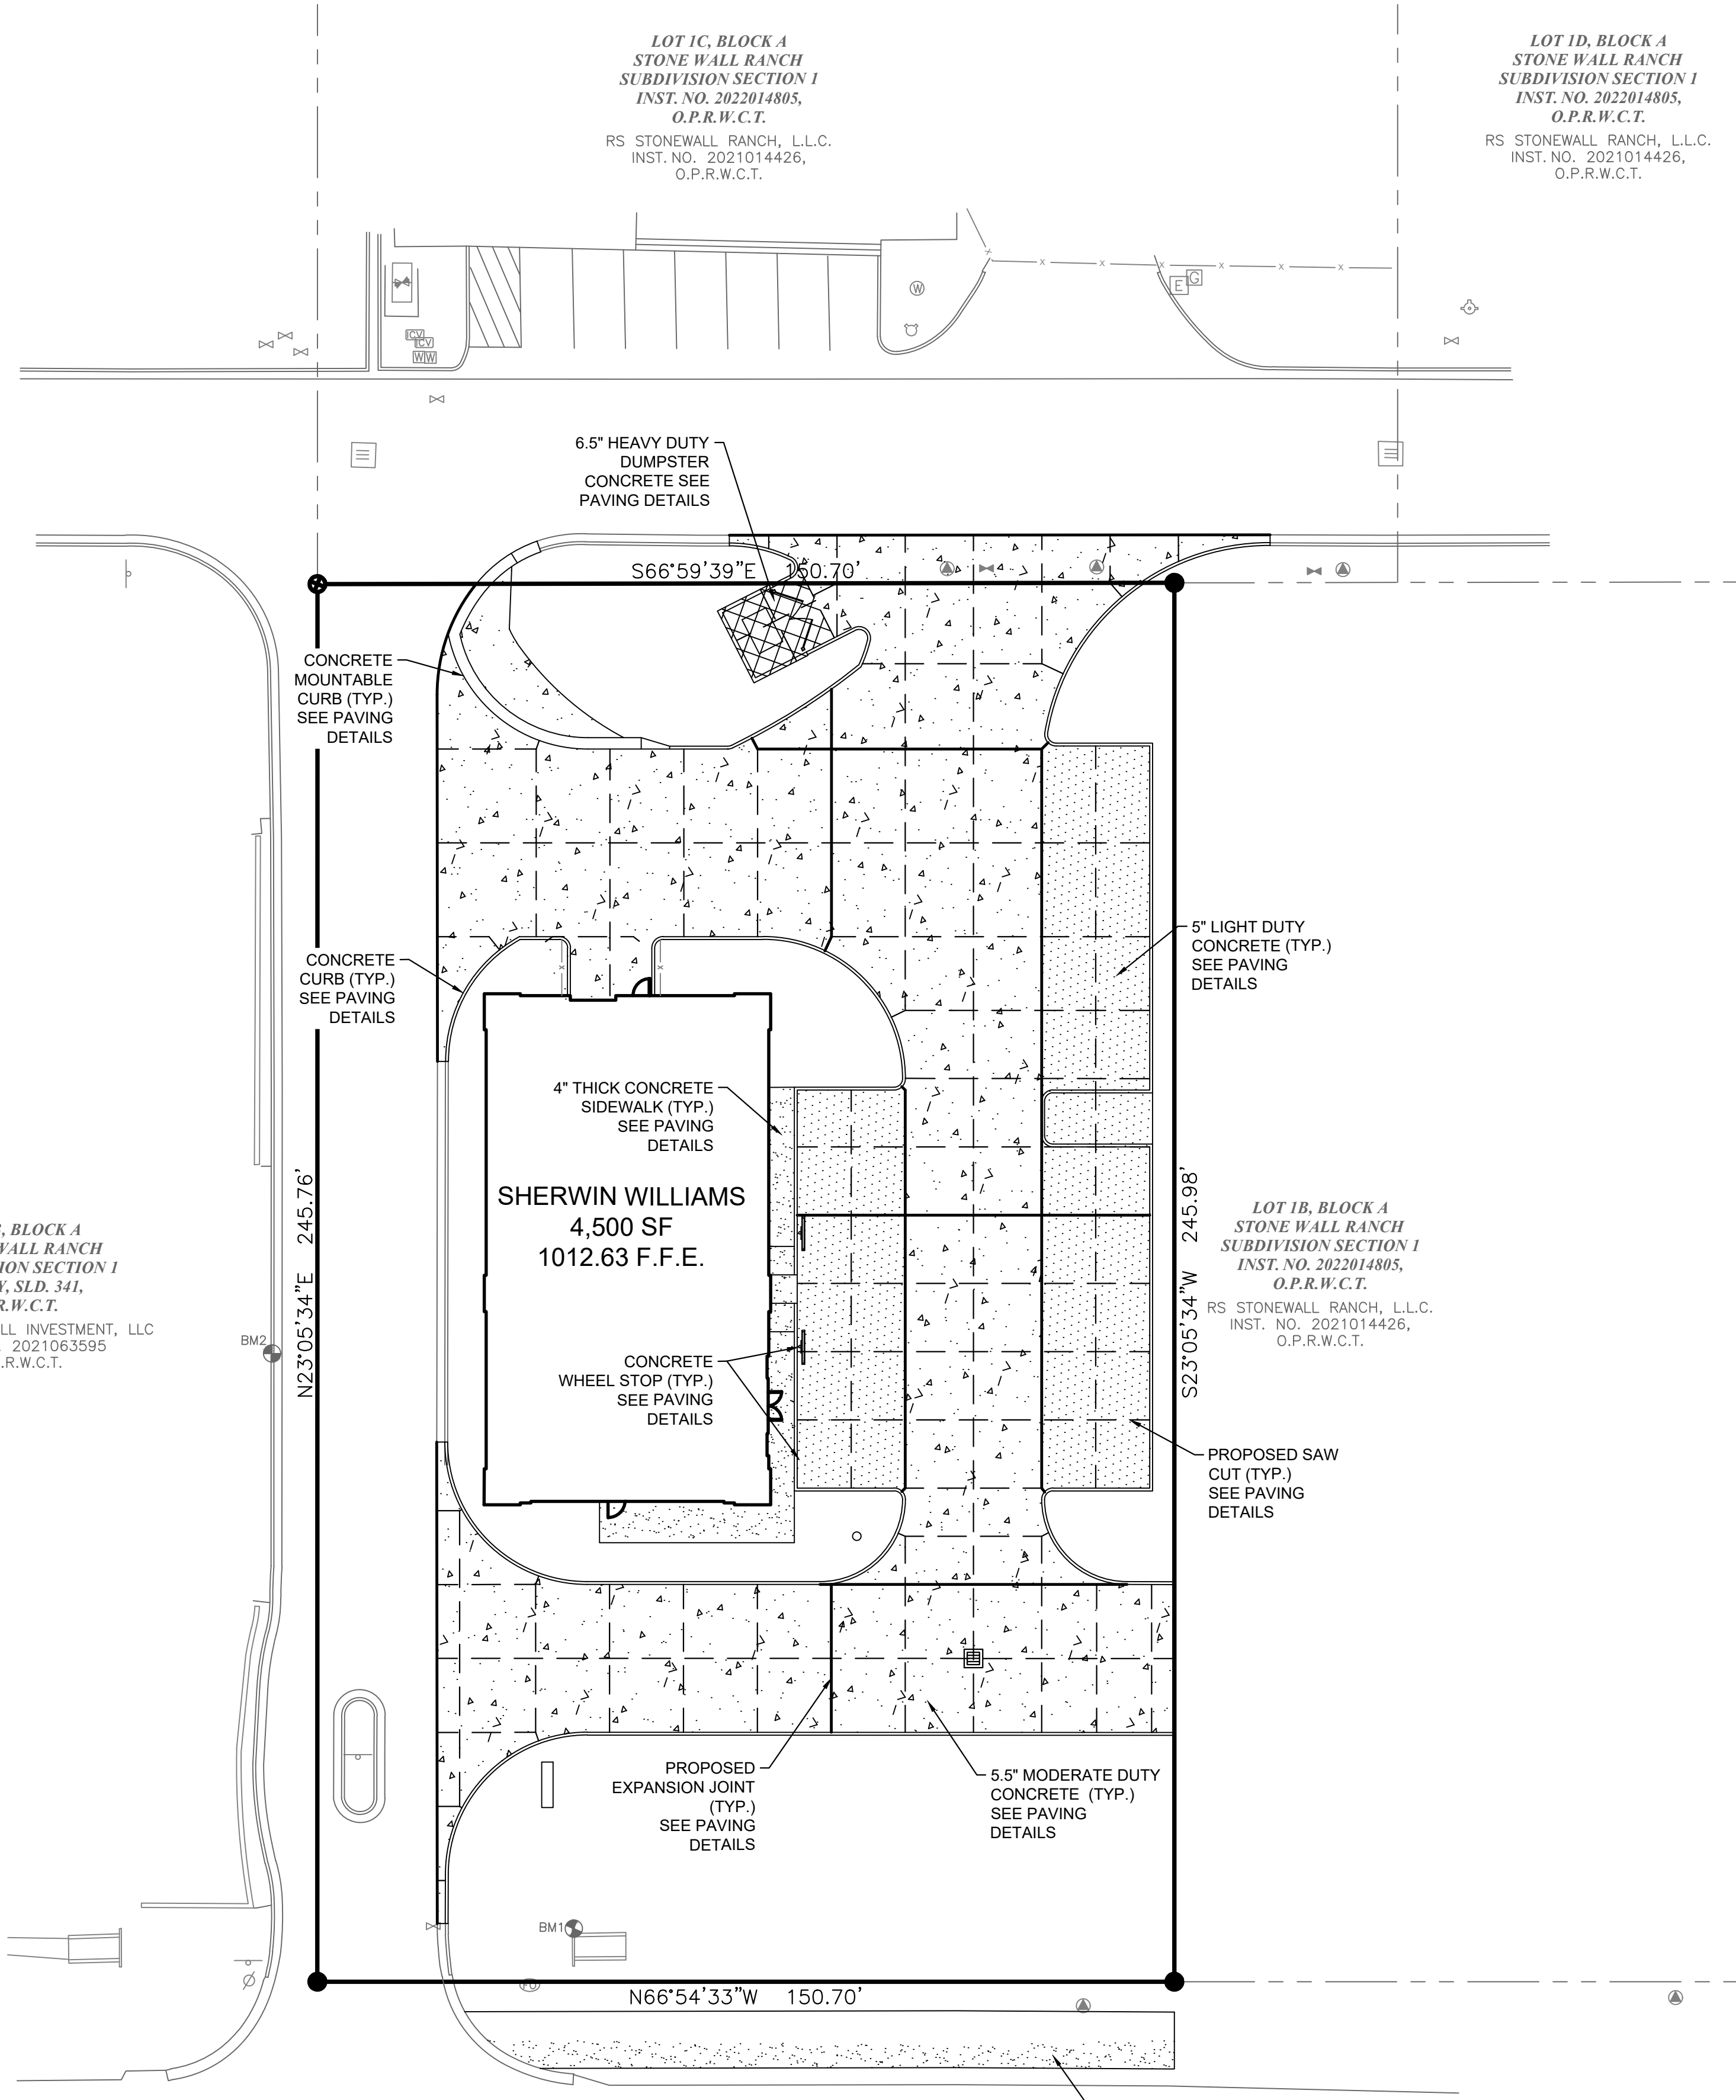 LOT 1C, BLOCK A
STONE WALL RANCH
SUBDIVISION SECTION 1
INST. NO. 2022014805,
O.P.R.W.C.T.
RS STONEWALL RANCH, L.L.C.
INST. NO. 2021014426,
O.P.R.W.C.T.
LOT 1D, BLOCK A
STONE WALL RANCH
SUBDIVISION SECTION 1
INST. NO. 2022014805,
O.P.R.W.C.T.
RS STONEWALL RANCH, L.L.C.
INST. NO. 2021014426,
O.P.R.W.C.T.
E
G
W
ICV
ICV
W W
6.5" HEAVY DUTY
DUMPSTER
CONCRETE SEE
PAVING DETAILS
S66°59'39"E 150.70'
CONCRETE
MOUNTABLE
CURB (TYP.)
SEE PAVING
DETAILS
5" LIGHT DUTY
CONCRETE (TYP.)
SEE PAVING
DETAILS
CONCRETE
CURB (TYP.)
SEE PAVING
DETAILS
4" THICK CONCRETE
SIDEWALK (TYP.)
SEE PAVING
DETAILS
SHERWIN WILLIAMS
4,500 SF
1012.63 F.F.E.
N23°05'34"E 245.76'
S23°05'34"W 245.98'
LOT 1B, BLOCK A
STONE WALL RANCH
SUBDIVISION SECTION 1
INST. NO. 2022014805,
O.P.R.W.C.T.
RS STONEWALL RANCH, L.L.C.
INST. NO. 2021014426,
O.P.R.W.C.T.
, BLOCK A
WALL RANCH
ION SECTION 1
Y, SLD. 341,
R.W.C.T.
LL INVESTMENT, LLC
. 2021063595
.R.W.C.T.
BM2
CONCRETE
WHEEL STOP (TYP.)
SEE PAVING
DETAILS
PROPOSED SAW
CUT (TYP.)
SEE PAVING
DETAILS
PROPOSED
EXPANSION JOINT
(TYP.)
SEE PAVING
DETAILS
5.5" MODERATE DUTY
CONCRETE (TYP.)
SEE PAVING
DETAILS
BM1
FO
N66°54'33"W 150.70'